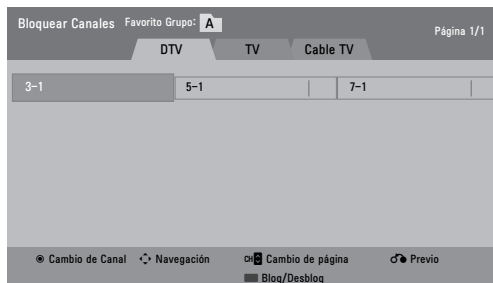 Bloquear Canales Favorito Grupo: A Página 1/1
DTV TV Cable TV
3-1 5-1 7-1
Cambio de Canal Navegación CH Cambio de página Previo
Bloq/Desbloq